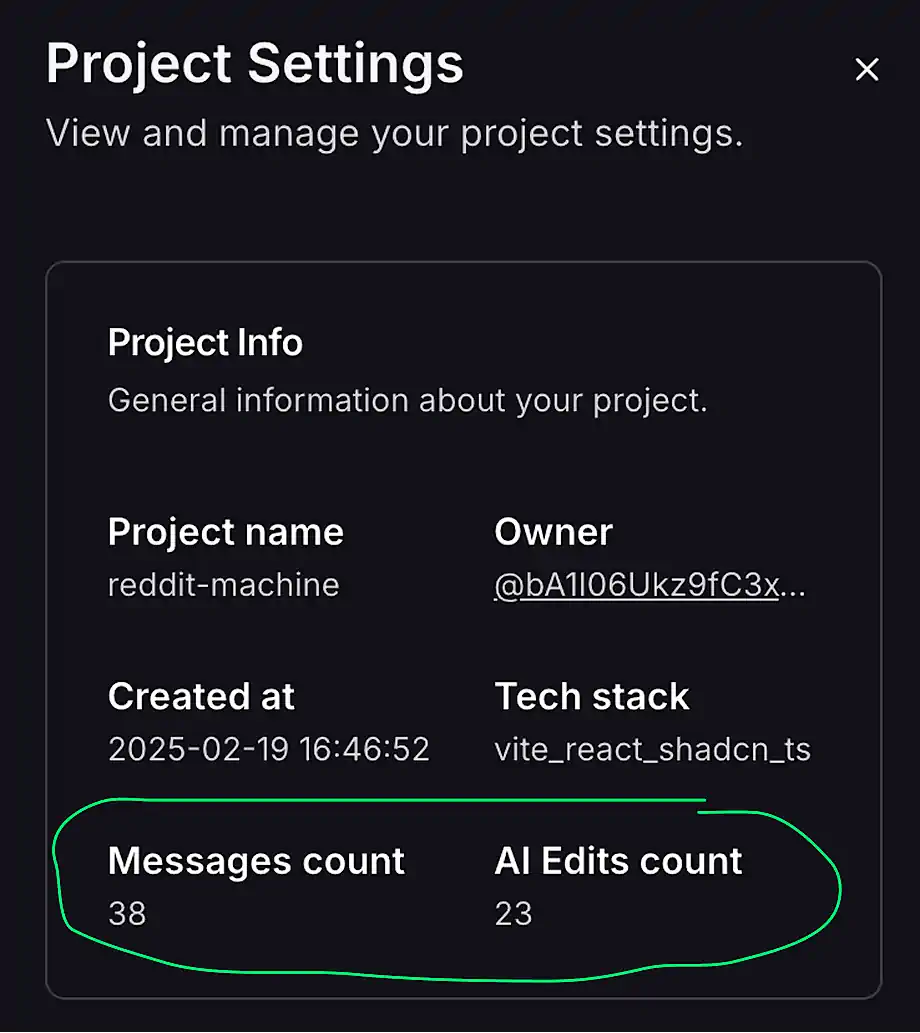 Project Settings
View and manage your project settings.
Project Info
General information about your project.
Project name
reddit-machine
Owner
@bA1l06Ukz9fC3x...
Created at
2025-02-19 16:46:52
Tech stack
vite_react_shadcn_ts
Messages count
38
AI Edits count
23